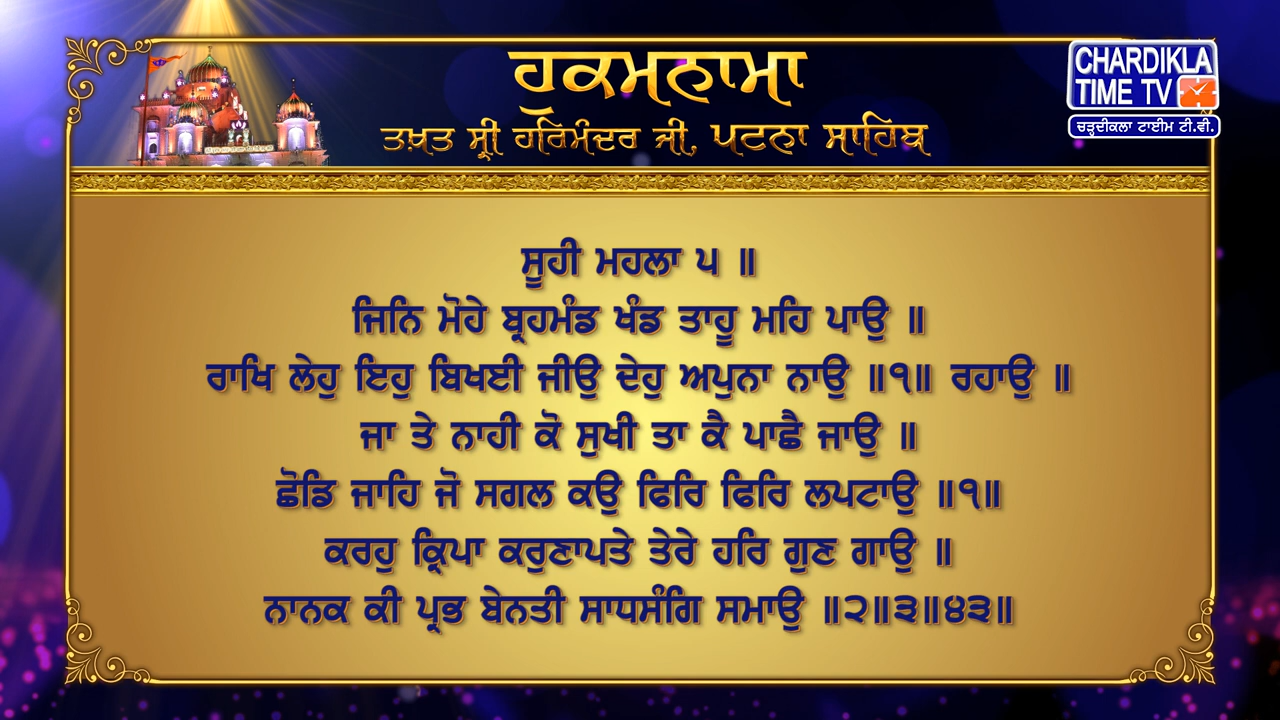 ਹੁਕਮਨਾਮਾ
ਤਖ਼ਤ ਸ੍ਰੀ ਹਰਿਮੰਦਰ ਜੀ, ਪਟਨਾ ਸਾਹਿਬ
CHARDIKLA
TIME TV
ਚੜ੍ਹਦੀਕਲਾ ਟਾਈਮ ਟੀ.ਵੀ.
ਸੂਹੀ ਮਹਲਾ ੫ ॥
ਜਿਨਿ ਮੋਹੇ ਬ੍ਰਹਮੰਡ ਖੰਡ ਤਾਹੂ ਮਹਿ ਪਾਉ ॥
ਰਾਖਿ ਲੇਹੁ ਇਹੁ ਬਿਖਈ ਜੀਉ ਦੇਹੁ ਅਪੁਨਾ ਨਾਉ ॥੧॥ ਰਹਾਉ ॥
ਜਾ ਤੇ ਨਾਹੀ ਕੋ ਸੁਖੀ ਤਾ ਕੈ ਪਾਛੈ ਜਾਉ ॥
ਛੋਡਿ ਜਾਹਿ ਜੋ ਸਗਲ ਕਉ ਫਿਰਿ ਫਿਰਿ ਲਪਟਾਉ ॥੧॥
ਕਰਹੁ ਕ੍ਰਿਪਾ ਕਰੁਣਾਪਤੇ ਤੇਰੇ ਹਰਿ ਗੁਣ ਗਾਉ ॥
ਨਾਨਕ ਕੀ ਪ੍ਰਭ ਬੇਨਤੀ ਸਾਧਸੰਗਿ ਸਮਾਉ ॥੨॥੩॥੪੩॥